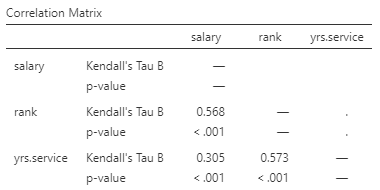 Correlation Matrix
salary rank yrs.service
salary Kendall's Tau B —
p-value —
rank Kendall's Tau B 0.568 — .
p-value < .001 — .
yrs.service Kendall's Tau B 0.305 0.573 —
p-value < .001 < .001 —